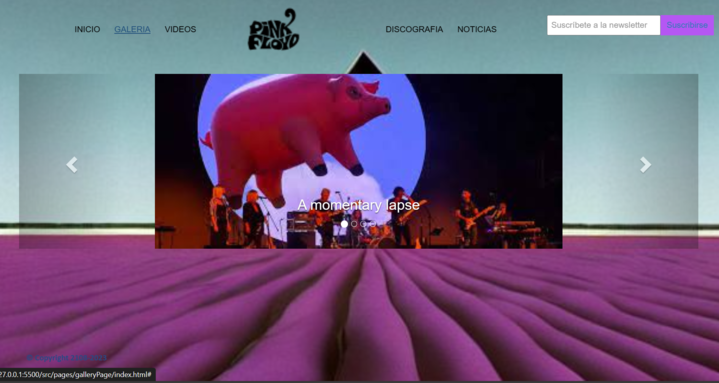 INICIO GALERIA VIDEOS
PINK FLOYD
DISCOGRAFIA NOTICIAS
Suscribete a la newsletter Suscribirse
A momentary lapse
27.0.0.1:5500/src/pages/galleryPage/index.html#